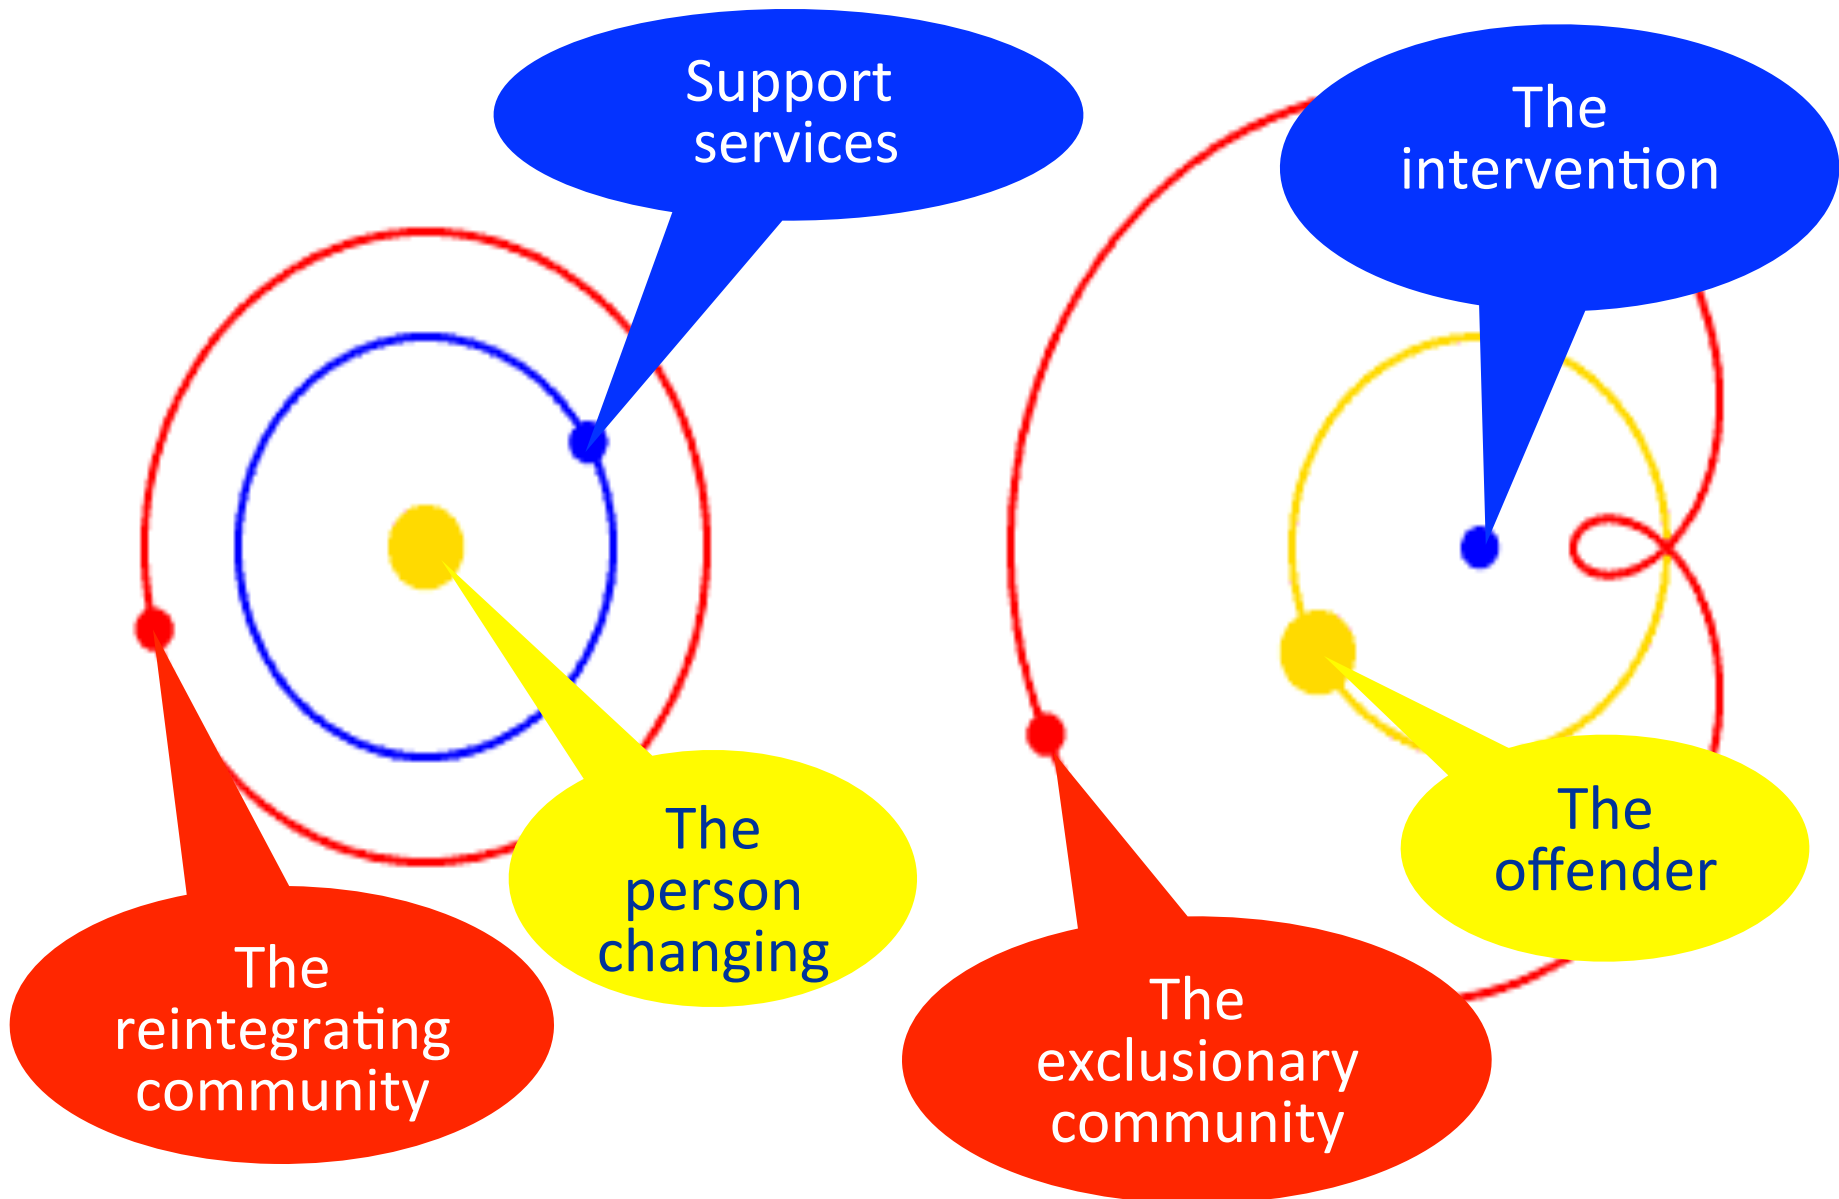 Support
services
The
intervention
The
person
changing
The
offender
The
reintegrating
community
The
exclusionary
community